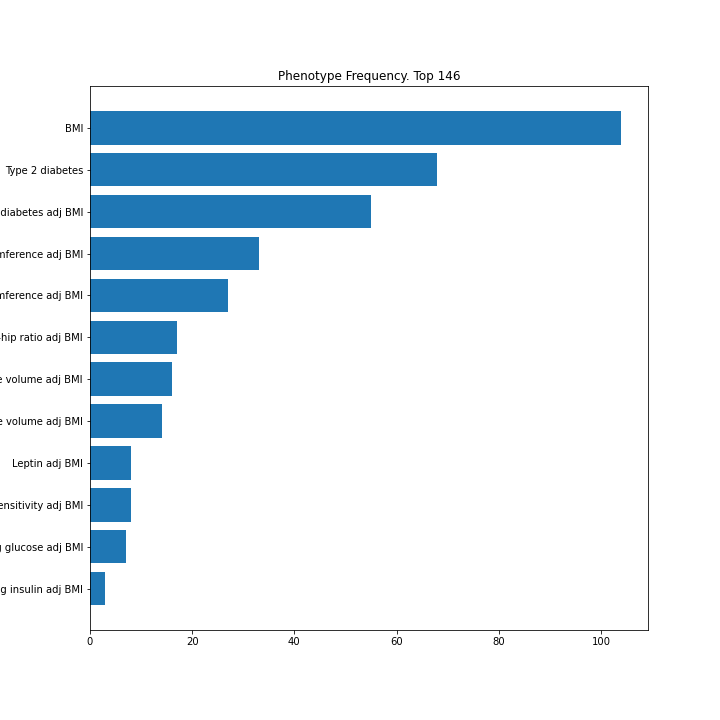 Phenotype Frequency. Top 146
BMI
Type 2 diabetes
diabetes adj BMI
mference adj BMI
mference adj BMI
hip ratio adj BMI
volume adj BMI
volume adj BMI
Leptin adj BMI
ensitivity adj BMI
glucose adj BMI
g insulin adj BMI
0 20 40 60 80 100